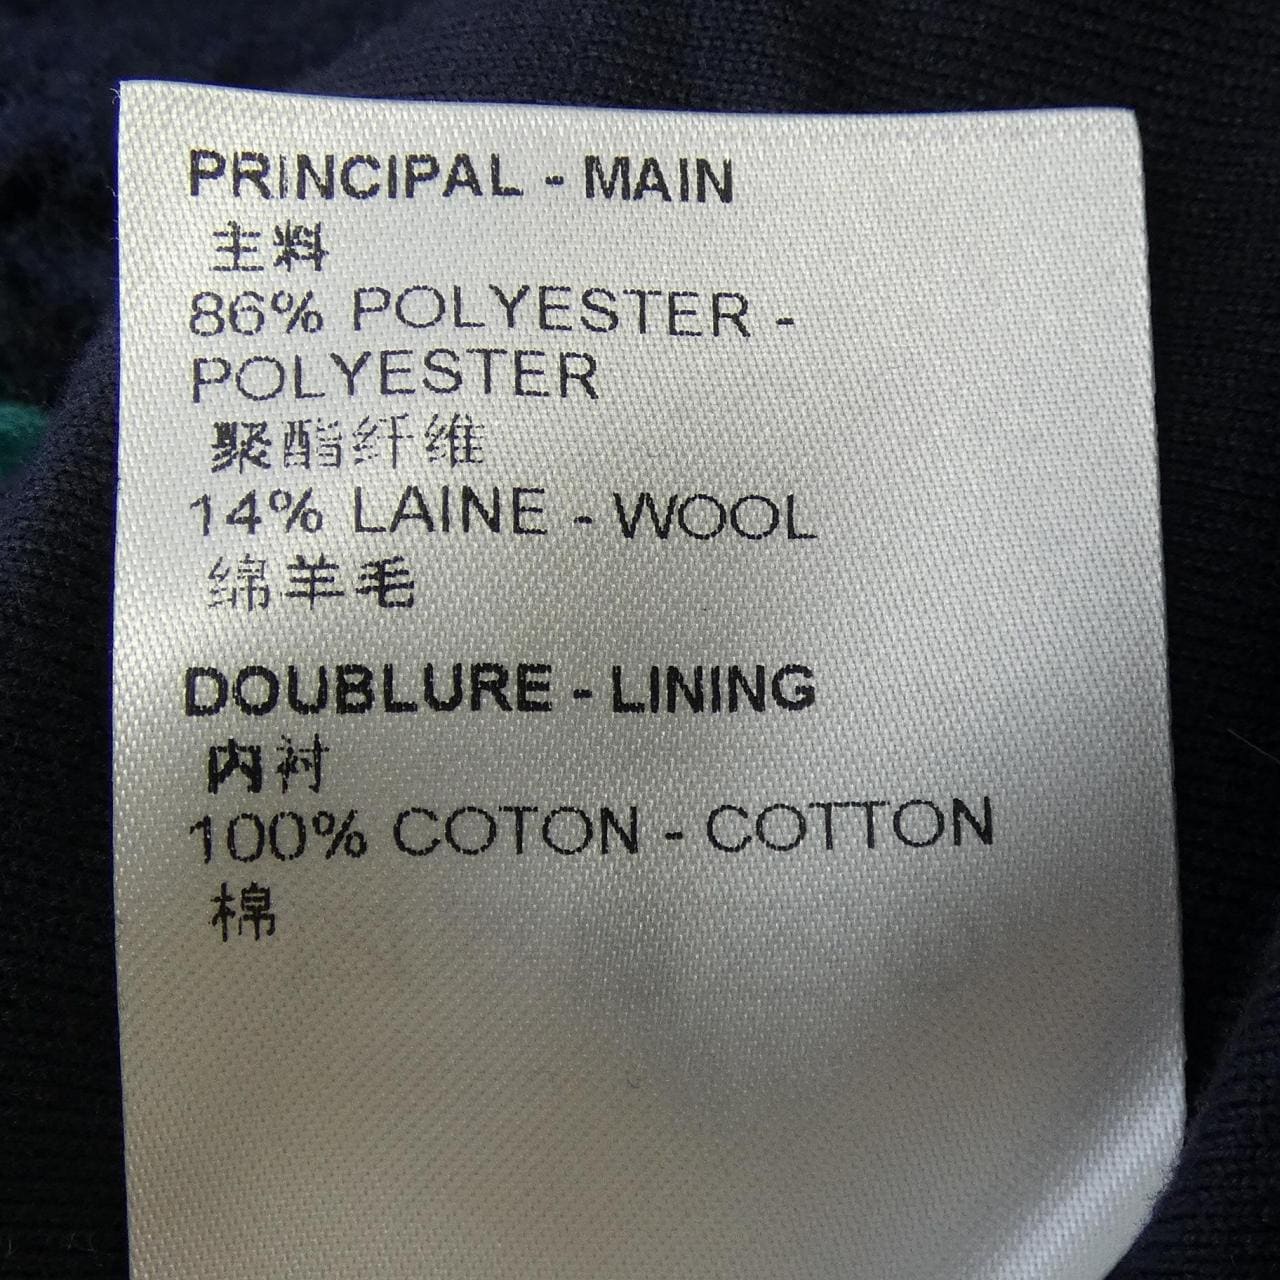 PRINCIPAL - MAIN
主料
86% POLYESTER -
POLYESTER
聚酯纤维
14% LAINE - WOOL
绵羊毛
DOUBLURE - LINING
内衬
100% COTON - COTTON
棉